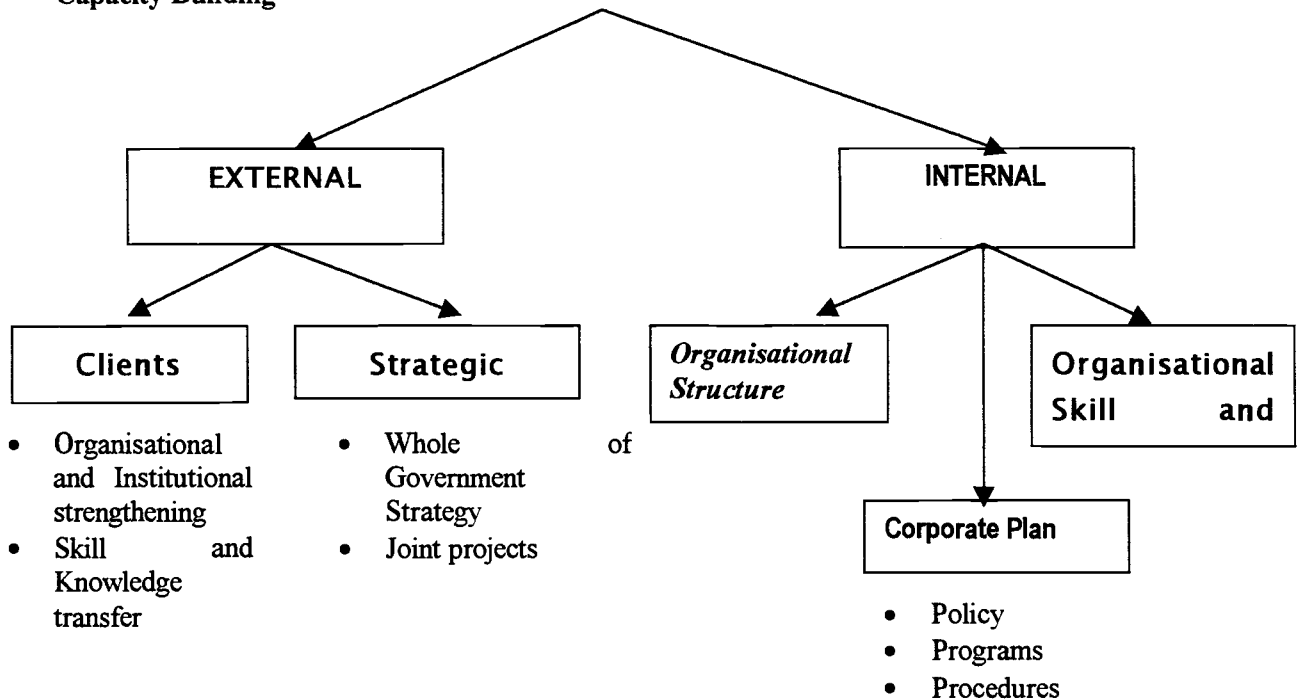 Capacity Building
EXTERNAL
INTERNAL
Clients
Strategic
Organisational
Structure
Organisational
Skill and
• Organisational
and Institutional
strengthening
• Skill and
Knowledge
transfer
• Whole of
Government
Strategy
• Joint projects
Corporate Plan
• Policy
• Programs
• Procedures